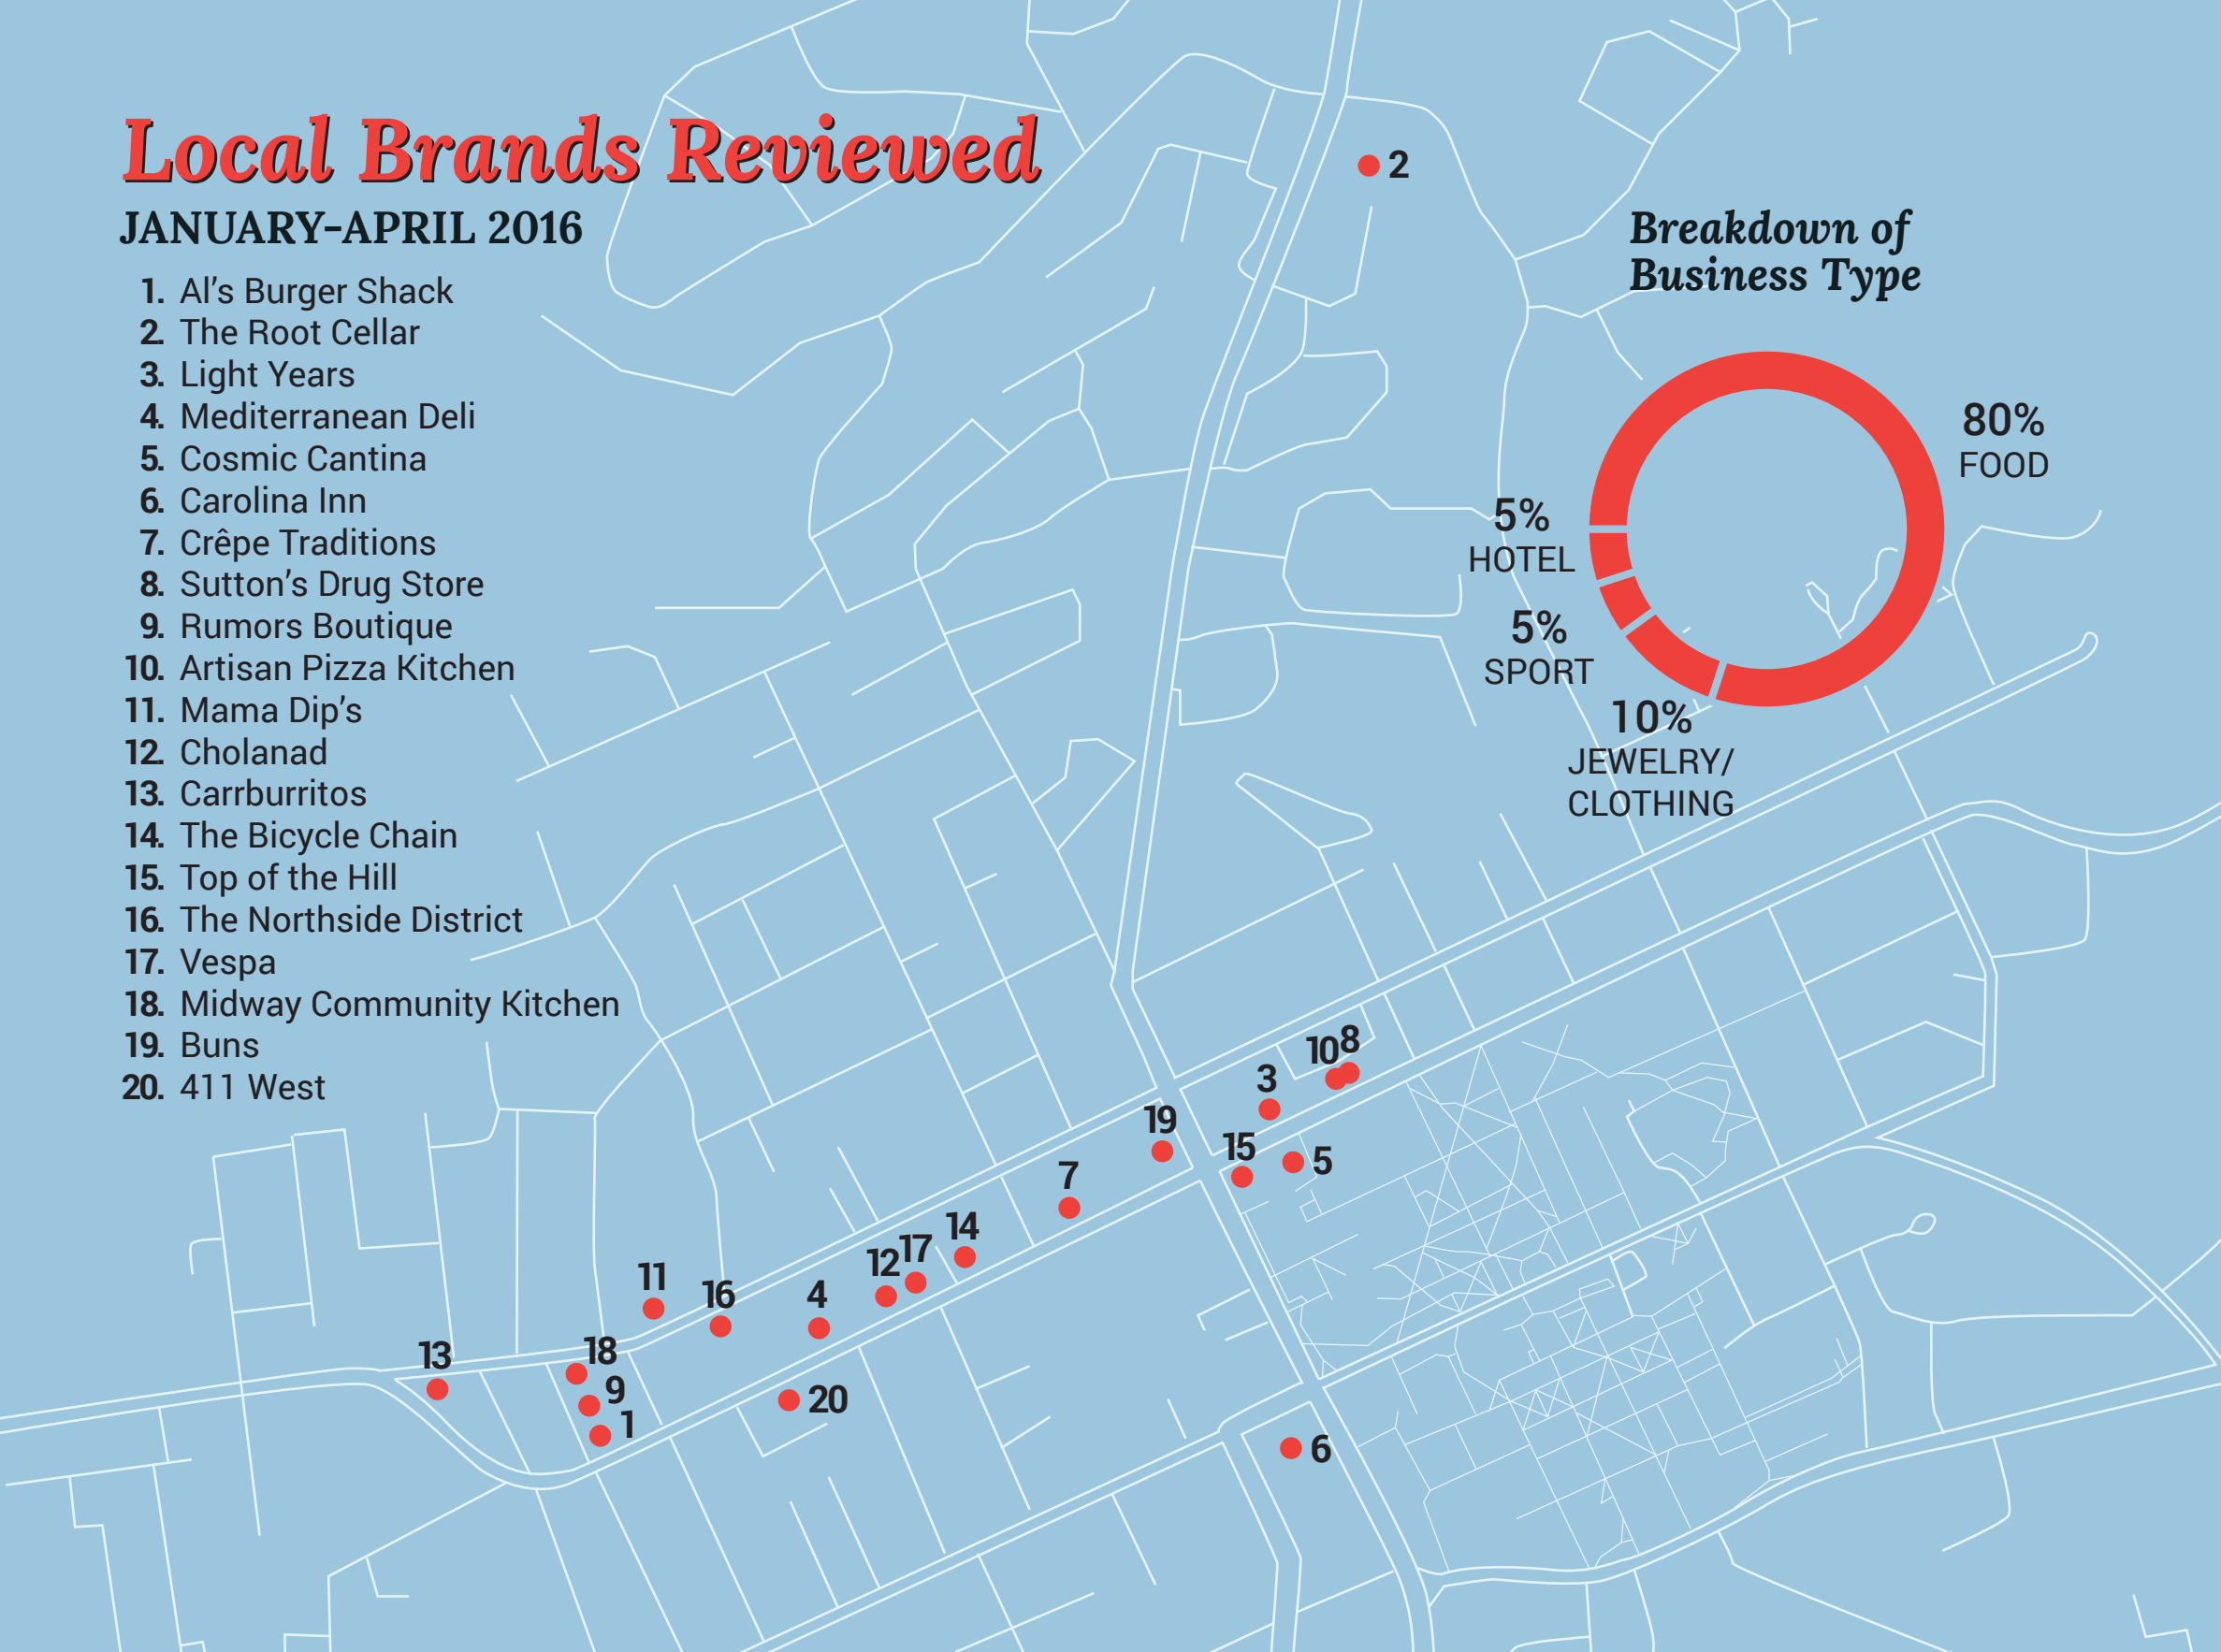 Local Brands Reviewed
JANUARY-APRIL 2016
1. Al's Burger Shack
2. The Root Cellar
3. Light Years
4. Mediterranean Deli
5. Cosmic Cantina
6. Carolina Inn
7. Crêpe Traditions
8. Sutton's Drug Store
9. Rumors Boutique
10. Artisan Pizza Kitchen
11. Mama Dip's
12. Cholanad
13. Carrburritos
14. The Bicycle Chain
15. Top of the Hill
16. The Northside District
17. Vespa
18. Midway Community Kitchen
19. Buns
20. 411 West
Breakdown of
Business Type
80%
FOOD
5%
HOTEL
5%
SPORT
10%
JEWELRY/
CLOTHING
2
10
8
3
19
15
5
7
14
17
12
4
16
11
13
18
9
1
20
6